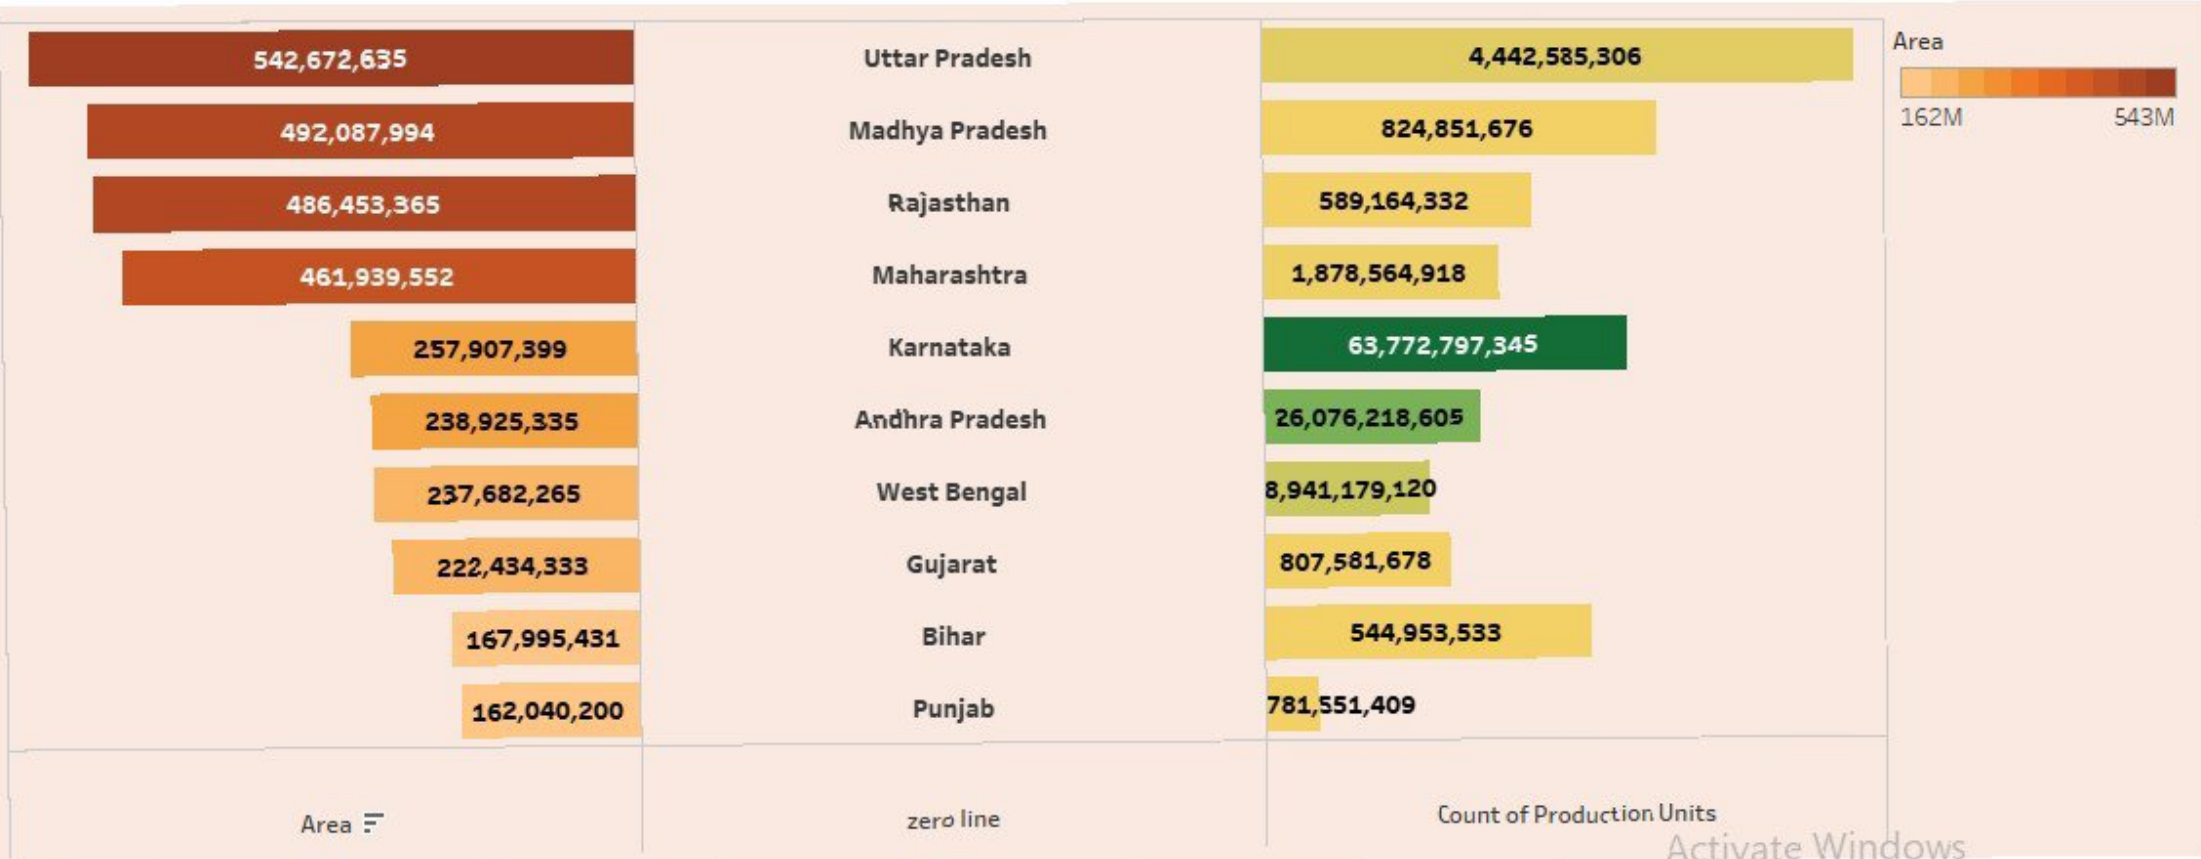 542,672,635 Uttar Pradesh 4,442,585,306
492,087,994 Madhya Pradesh 824,851,676
486,453,365 Rajasthan 589,164,332
461,939,552 Maharashtra 1,878,564,918
257,907,399 Karnataka 63,772,797,345
238,925,335 Andhra Pradesh 26,076,218,605
237,682,265 West Bengal 8,941,179,120
222,434,333 Gujarat 807,581,678
167,995,431 Bihar 544,953,533
162,040,200 Punjab 781,551,409
Area zero line Count of Production Units
Area
162M 543M
Activate Windows